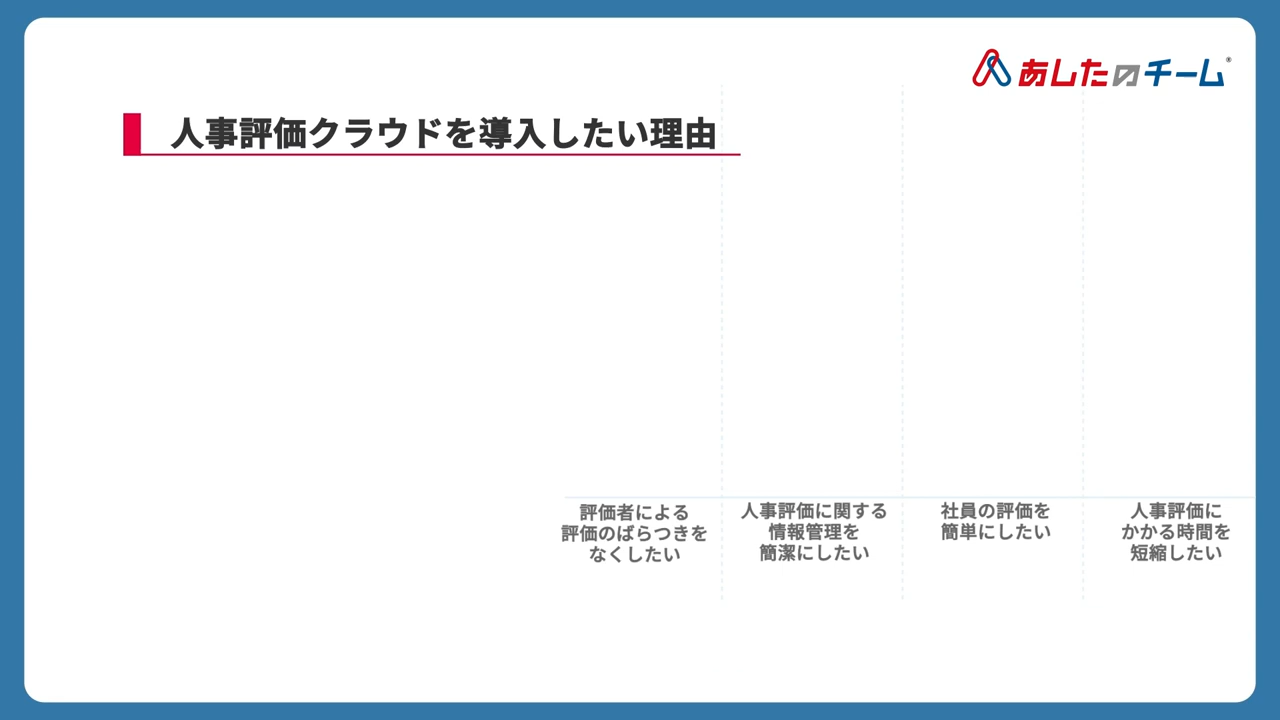 あしたのチーム®
人事評価クラウドを導入したい理由
評価者による
評価のばらつきを
なくしたい
人事評価に関する
情報管理を
簡潔にしたい
社員の評価を
簡単にしたい
人事評価に
かかる時間を
短縮したい